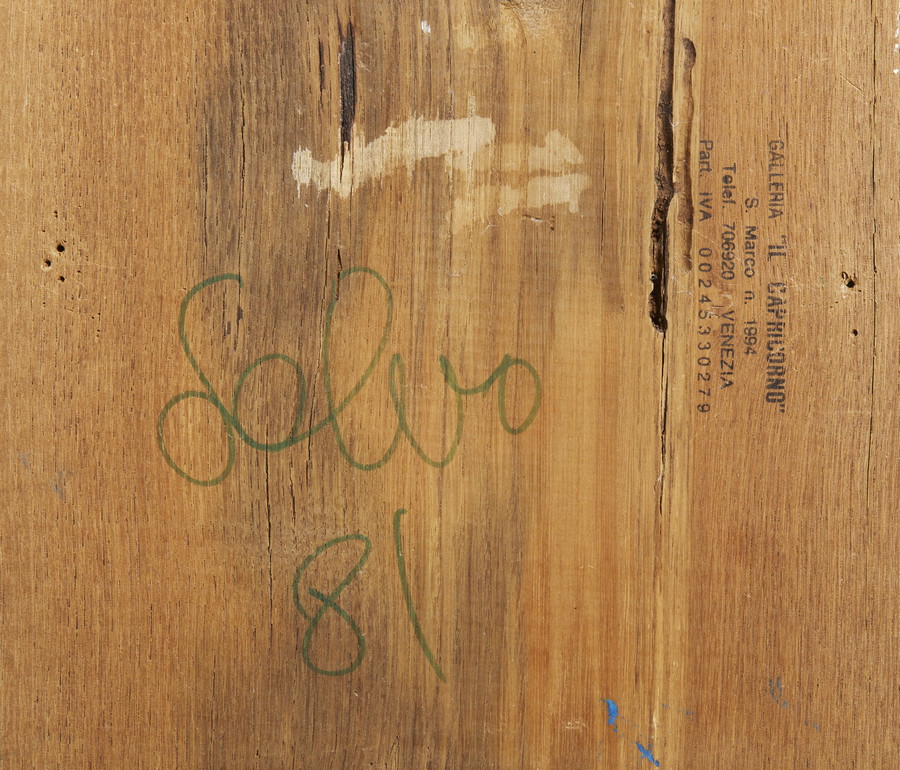 Salvo
81
GALLERIA "IL CAPRICORNO"
S. Marco n. 1994
Telef. 706920 / VENEZIA
Part. IVA 00245330279